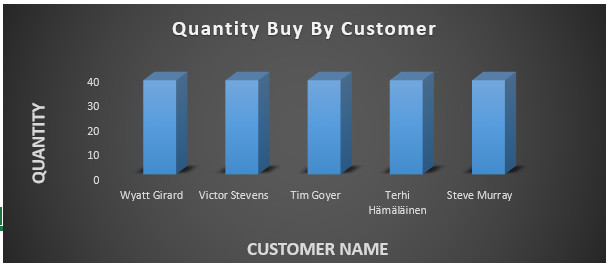 Quantity Buy By Customer
QUANTITY
40
30
20
10
0
Wyatt Girard Victor Stevens Tim Goyer Terhi Hämäläinen Steve Murray
CUSTOMER NAME